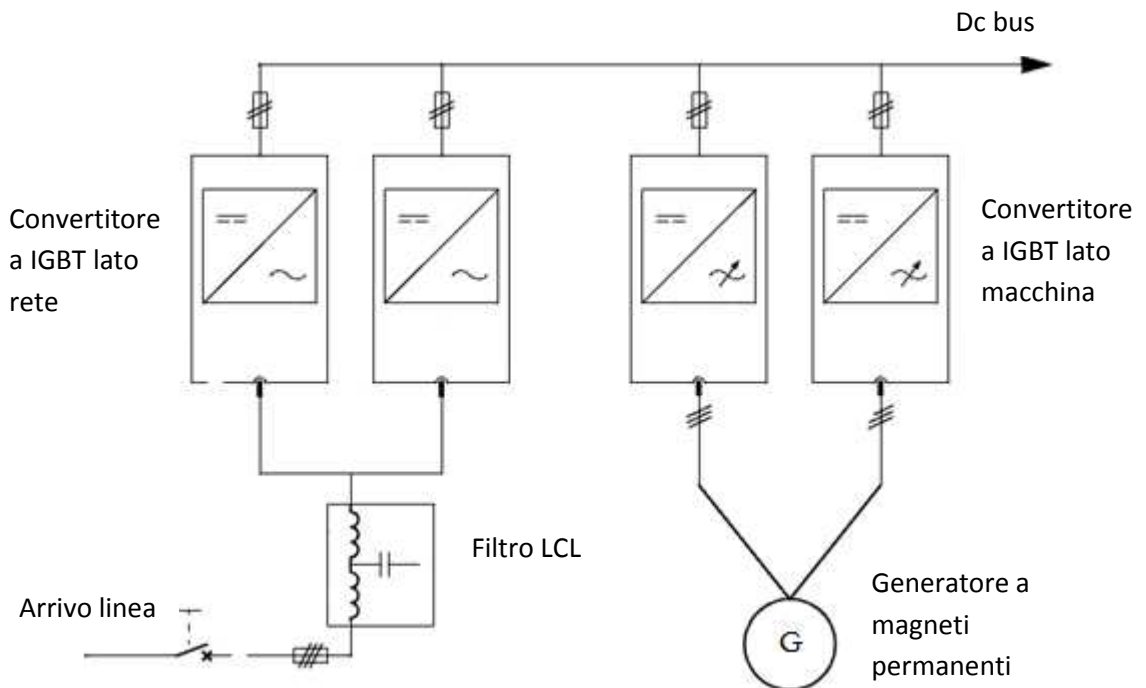 Dc bus
Convertitore
a IGBT lato
rete
Convertitore
a IGBT lato
macchina
Filtro LCL
Arrivo linea
Generatore a
magneti
permanenti
G